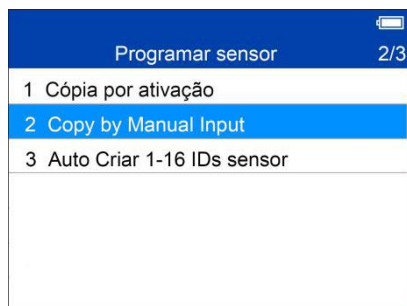 Programar sensor 2/3
1 Cópia por ativação
2 Copy by Manual Input
3 Auto Criar 1-16 IDs sensor